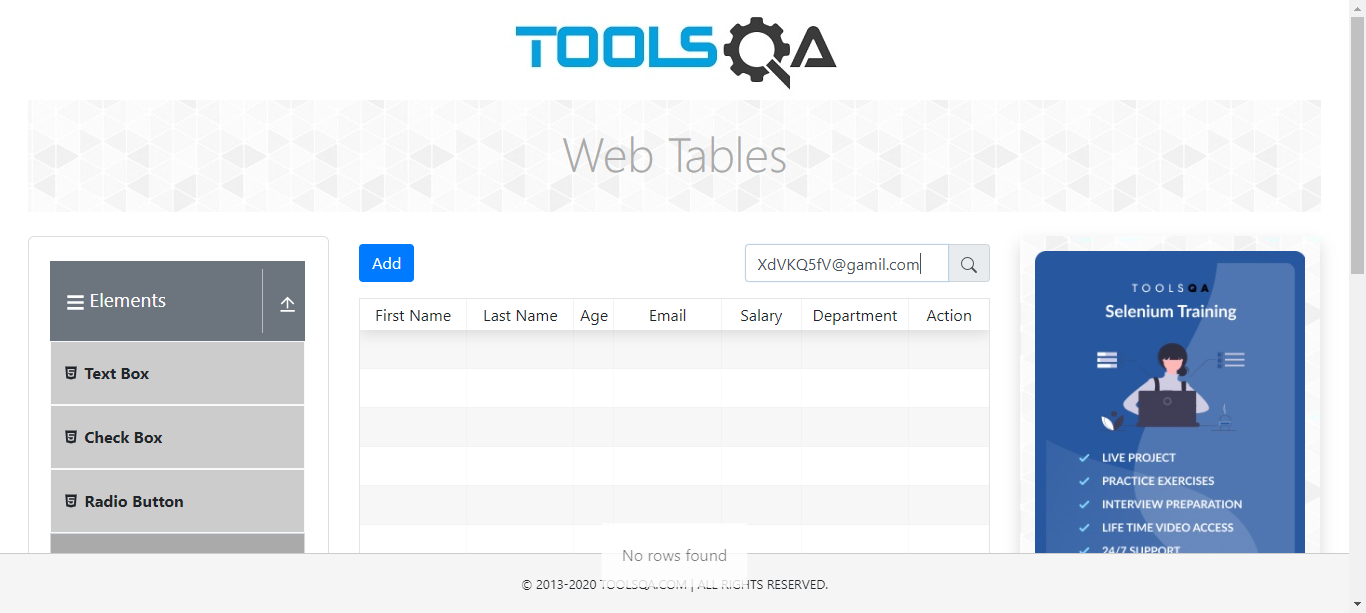 TOOLSQA
Web Tables
Elements
Text Box
Check Box
Radio Button
Add
XdVKQ5fV@gamil.com
First Name Last Name Age Email Salary Department Action
No rows found
TOOLSQA
Selenium Training
LIVE PROJECT
PRACTICE EXERCISES
INTERVIEW PREPARATION
LIFE TIME VIDEO ACCESS
24/7 SUPPORT
© 2013-2020 TOOLSQA.COM | ALL RIGHTS RESERVED.